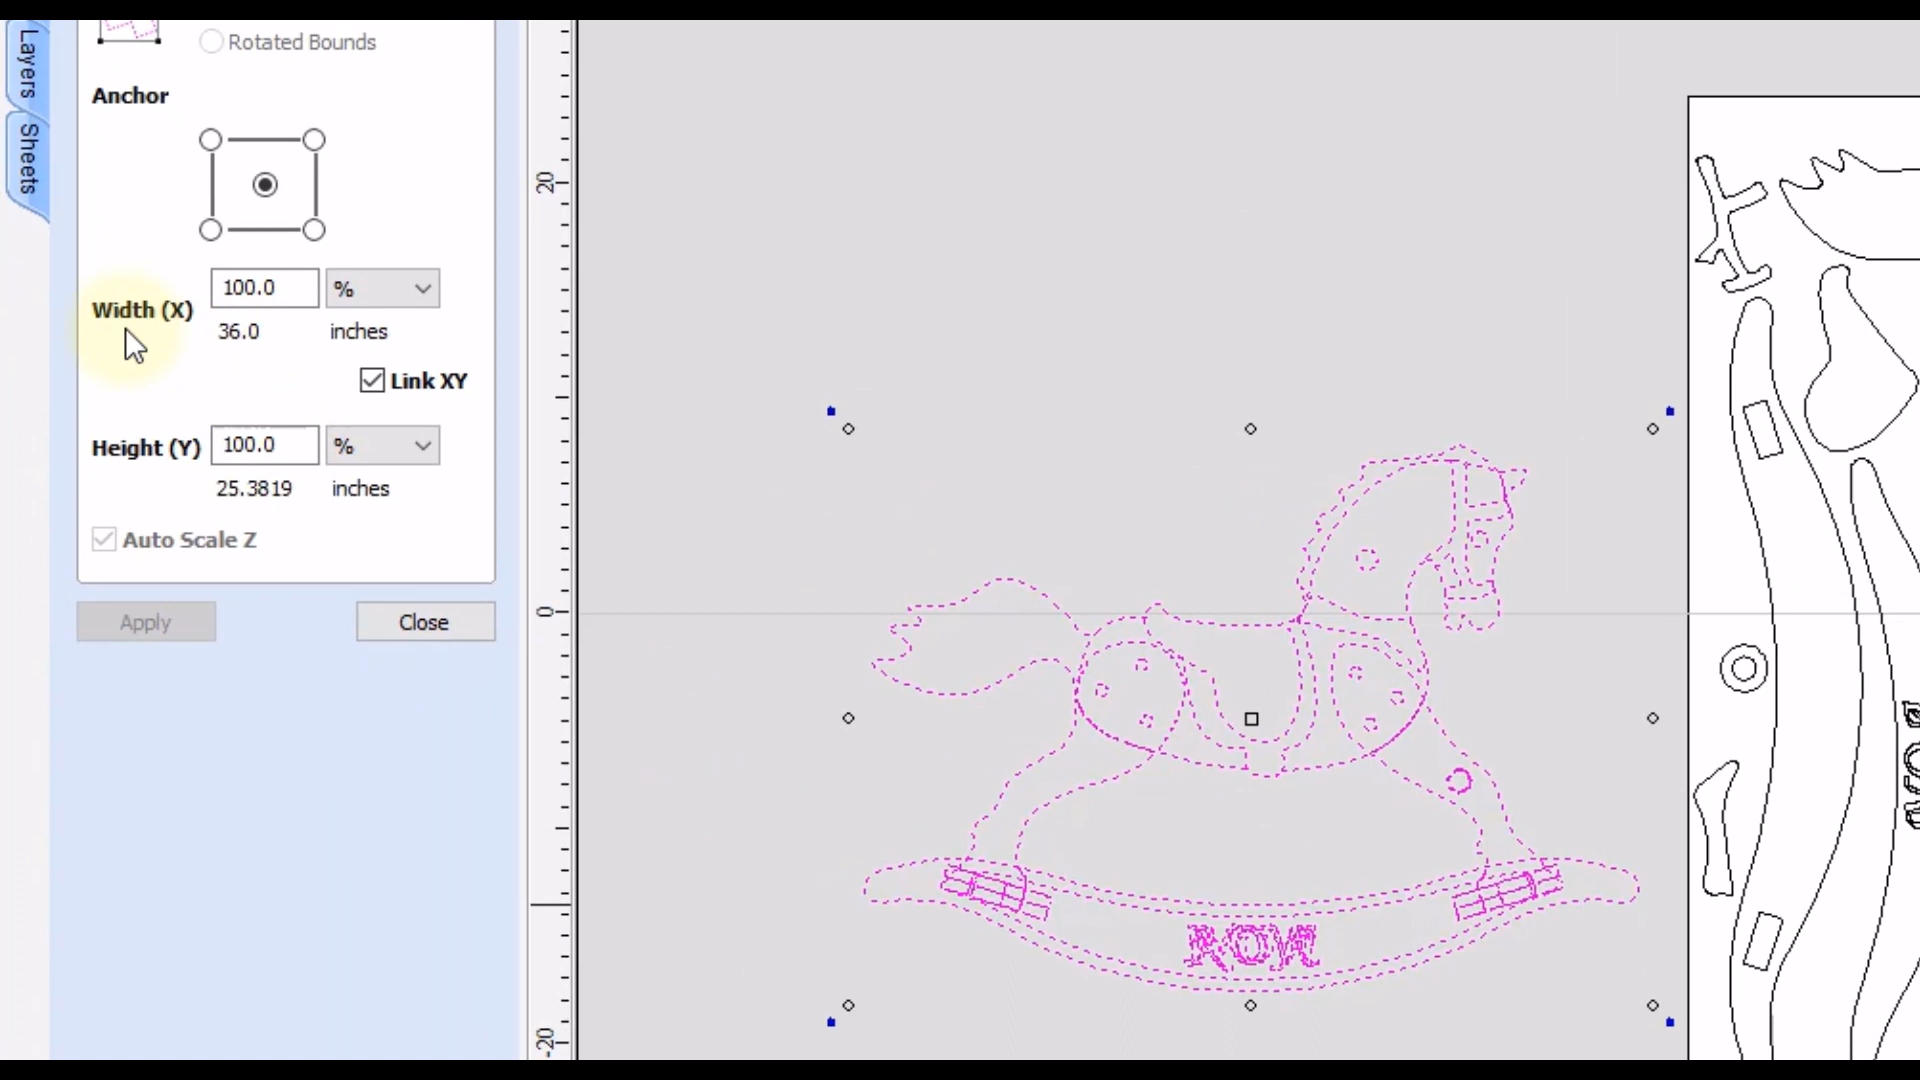 Layers
Sheets
Rotated Bounds
Anchor
Width (X)
100.0
%
36.0
inches
Link XY
Height (Y)
100.0
%
25.3819
inches
Auto Scale Z
Apply
Close
20
0
-20